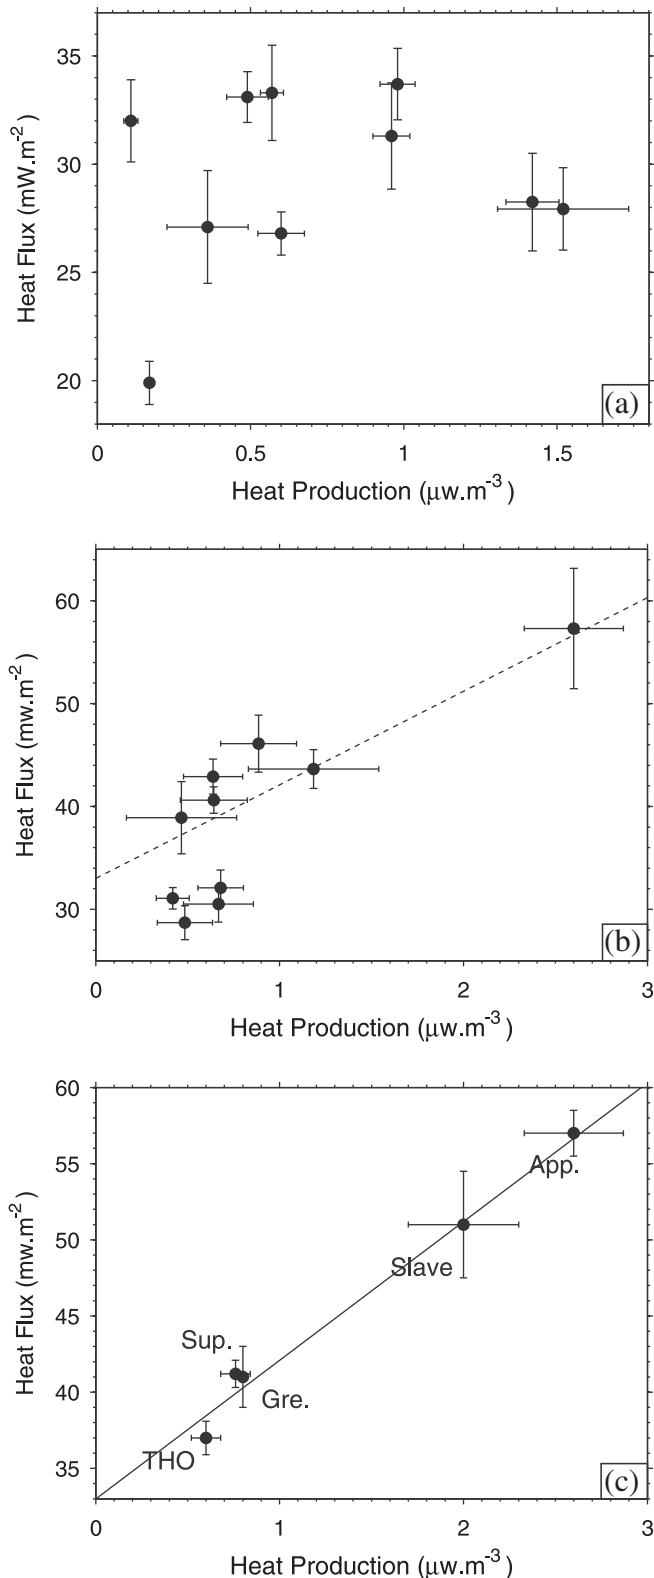 35
30
25
20
Heat Flux (mW.m⁻²)
(a)
0 0.5 1 1.5
Heat Production (μw.m⁻³ )
60
50
40
30
Heat Flux (mw.m⁻²)
(b)
0 1 2 3
Heat Production (μw.m⁻³ )
60
55
50
45
40
35
Heat Flux (mw.m⁻²)
App.
Slave
Sup.
Gre.
THO
(c)
0 1 2 3
Heat Production (μw.m⁻³ )